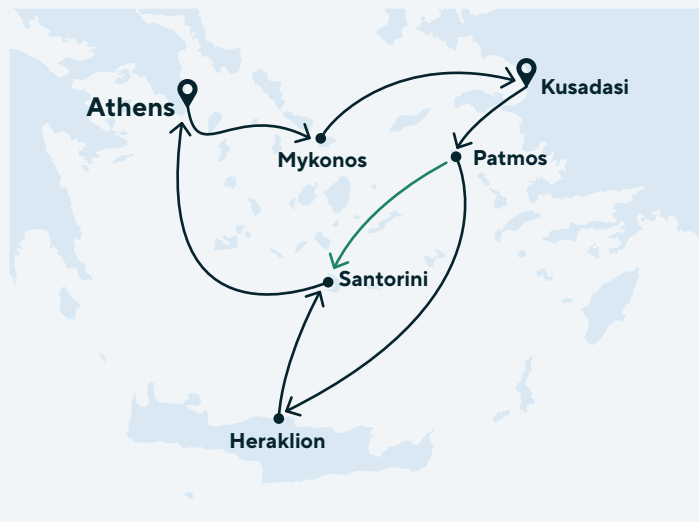 Athens
Kusadasi
Mykonos
Patmos
Santorini
Heraklion